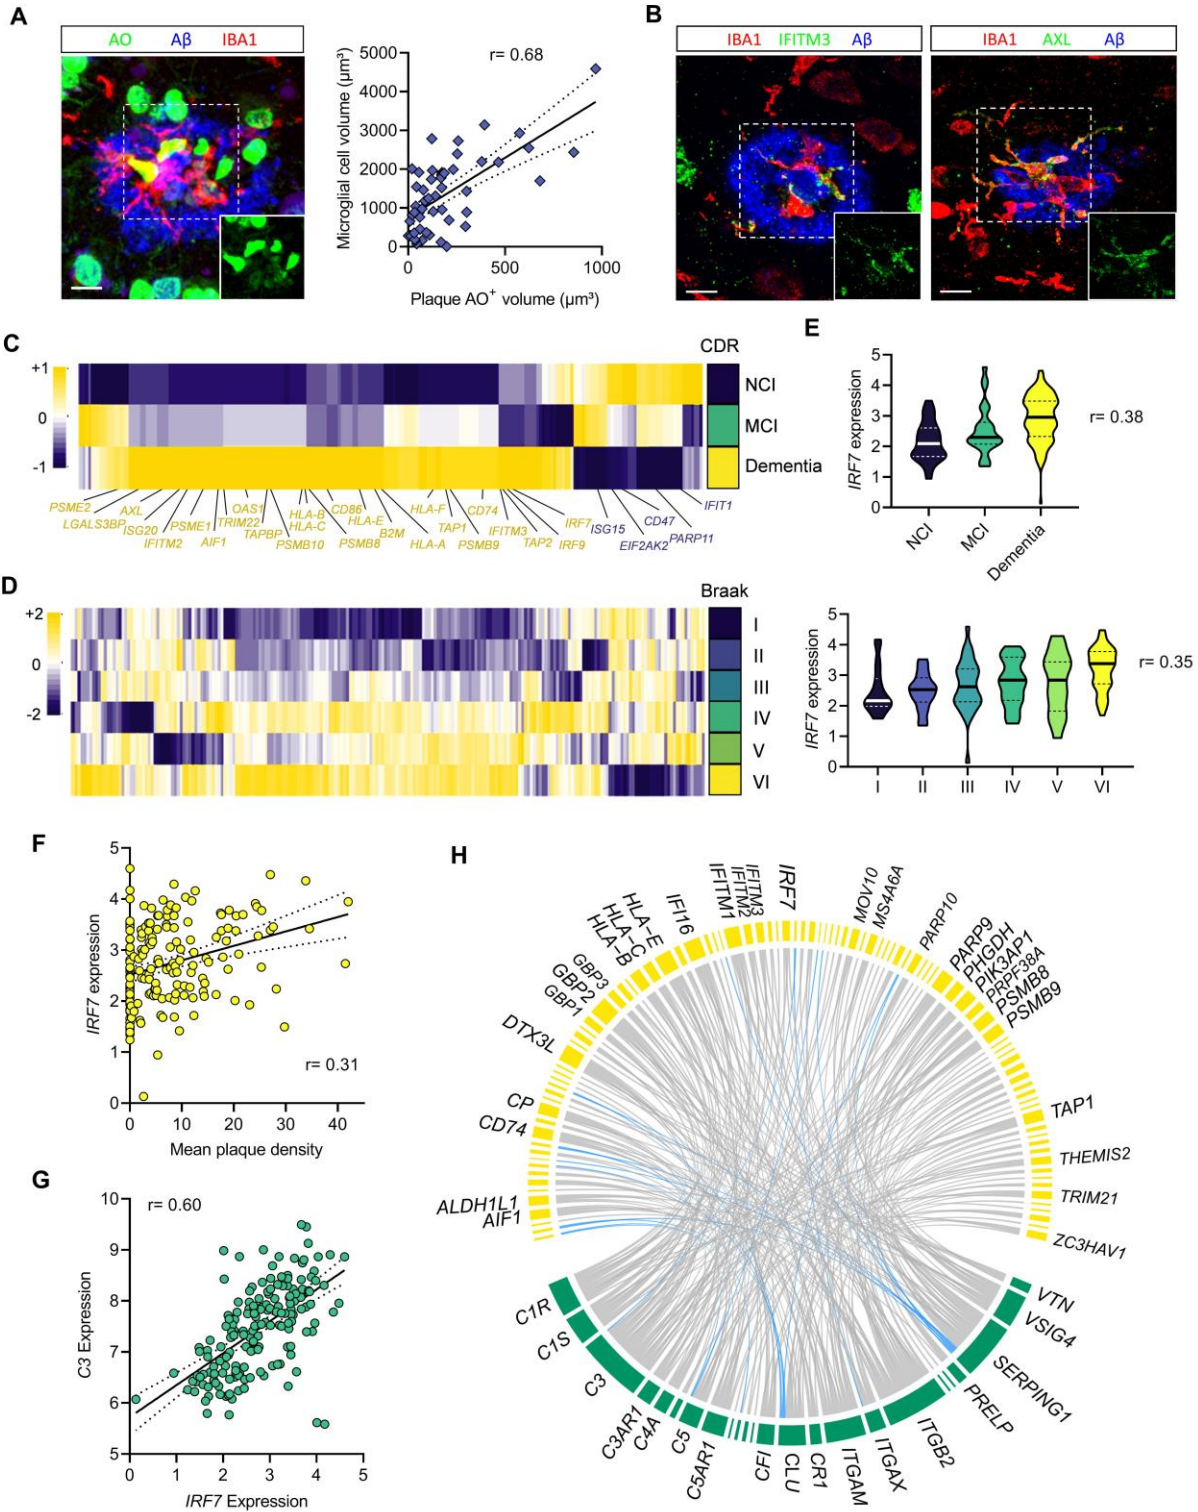 A
AO Aβ IBA1
r= 0.68
5000
4000
3000
2000
1000
0
0 500 1000
Microglial cell volume (µm³)
Plaque AO⁺ volume (µm³)
B
IBA1 IFITM3 Aβ
IBA1 AXL Aβ
C
CDR
+1
0
-1
NCI
MCI
Dementia
PSME2
LGALS3BP
AXL
ISG20
IFITM2
PSME1
AIF1
TRIM22
OAS1
TAPBP
PSMB10
HLA-B
HLA-C
CD86
PSMB8
HLA-E
B2M
HLA-A
HLA-F
TAP1
PSMB9
CD74
IFITM3
TAP2
IRF9
IRF7
ISG15
EIF2AK2
CD47
PARP11
IFIT1
E
5
4
3
2
1
0
IRF7 expression
r= 0.38
NCI
MCI
Dementia
D
Braak
+2
0
-2
I
II
III
IV
V
VI
5
4
3
2
1
0
IRF7 expression
r= 0.35
I II III IV V VI
F
5
4
3
2
1
0
IRF7 expression
r= 0.31
0 10 20 30 40
Mean plaque density
G
10
9
8
7
6
5
C3 Expression
r= 0.60
0 1 2 3 4 5
IRF7 Expression
H
AIF1
ALDH1L1
CD74
CP
DTX3L
GBP1
GBP2
GBP3
HLA-B
HLA-C
HLA-E
IFI16
IFITM1
IFITM2
IFITM3
IRF7
MOV10
MS4A6A
PARP10
PARP9
PHGDH
PIK3AP1
PRPF38A
PSMB8
PSMB9
TAP1
THEMIS2
TRIM21
ZC3HAV1
VTN
VSIG4
SERPING1
PRELP
ITGB2
ITGAX
ITGAM
CR1
CLU
CFI
C5AR1
C5
C4A
C3AR1
C3
C1S
C1R